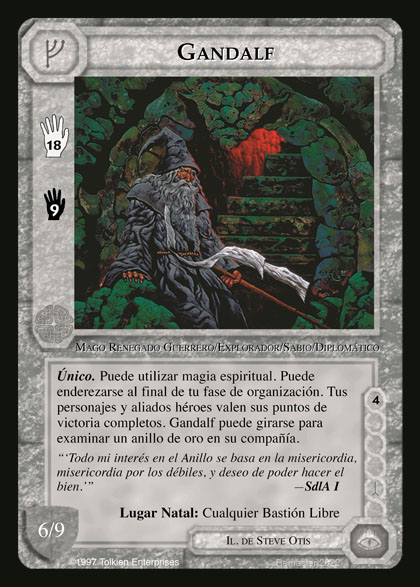 Gandalf
18
9
Mago Renegado Guerrero/Explorador/Sabio/Diplomático
Único. Puede utilizar magia espiritual. Puede
enderezarse al final de tu fase de organización. Tus
personajes y aliados héroes valen sus puntos de
victoria completos. Gandalf puede girarse para
examinar un anillo de oro en su compañía.
“‘Todo mi interés en el Anillo se basa en la misericordia,
misericordia por los débiles, y deseo de poder hacer el
bien.’” —SdlA I
4
Lugar Natal: Cualquier Bastión Libre
6/9
Il. de Steve Otis
©1997 Tolkien Enterprises